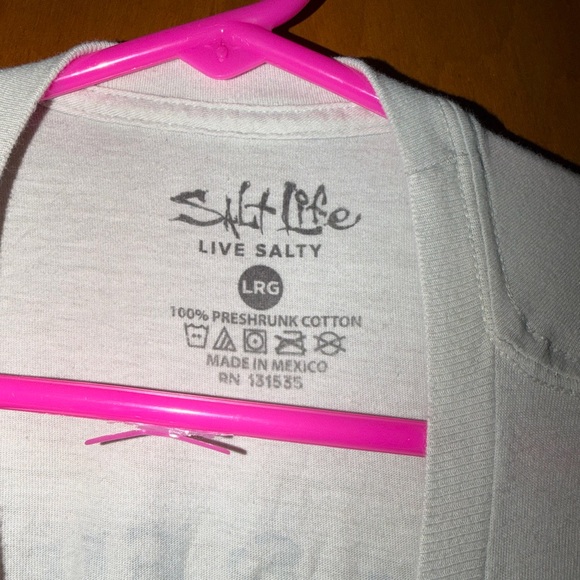 Salt Life
LIVE SALTY
LRG
100% PRESHRUNK COTTON
MADE IN MEXICO
RN 131535